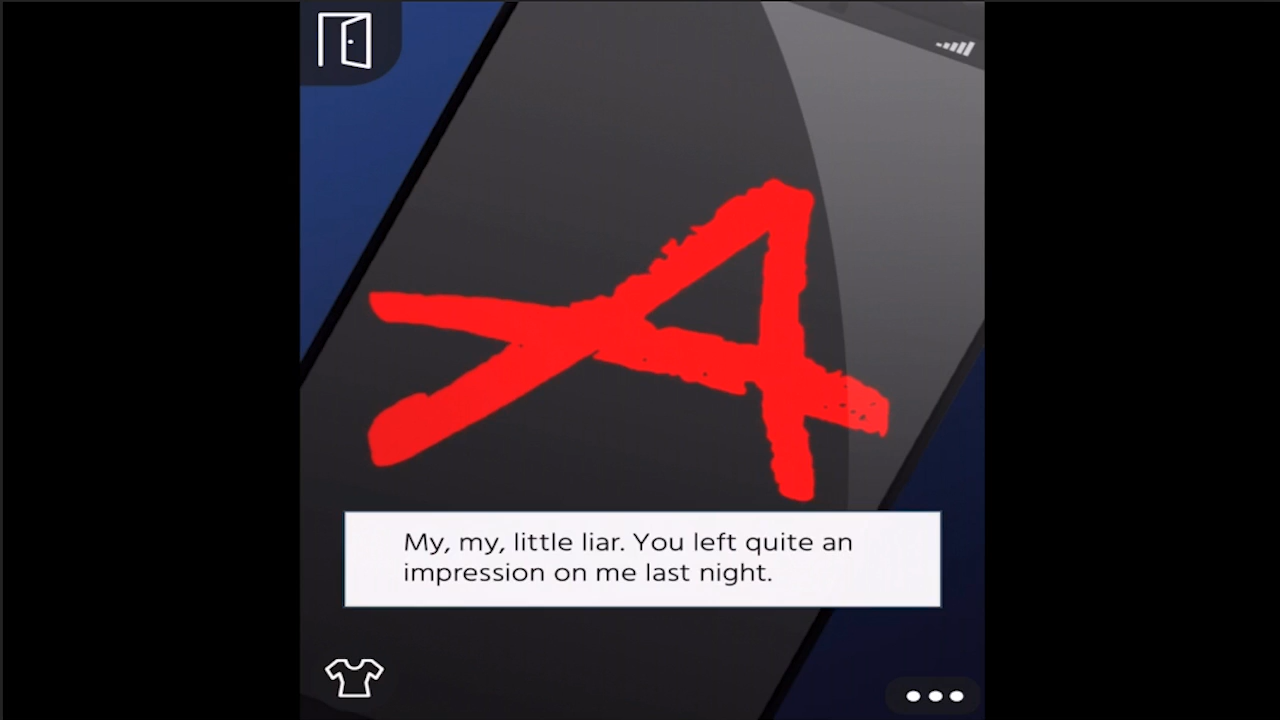 A
My, my, little liar. You left quite an
impression on me last night.